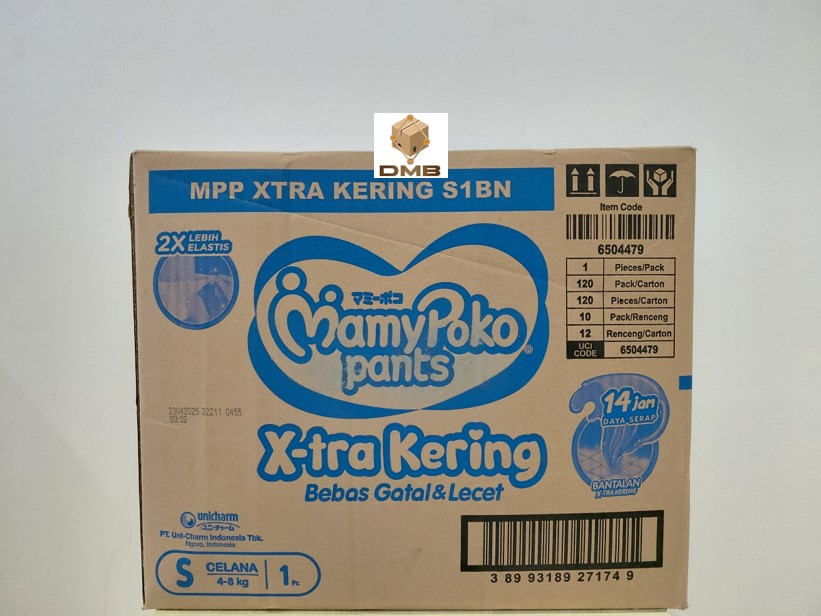 DMB
MPP XTRA KERING S1BN
Item Code
6504479
1 Pieces/Pack
120 Pack/Carton
120 Pieces/Carton
10 Pack/Renceng
12 Renceng/Carton
UCI CODE 6504479
2X LEBIH ELASTIS
マミーポコ
MamyPoko®
pants
14 jam
DAYA SERAP
23042025 32211 0455
03:02
X-tra Kering
Bebas Gatal & Lecet
BANTALAN
X-TRA KERING
unicharm
ユニ・チャーム
PT. Uni-Charm Indonesia Tbk.
Ngoro, Indonesia
S CELANA 4-8 kg 1 Pc
3 89 93189 27174 9